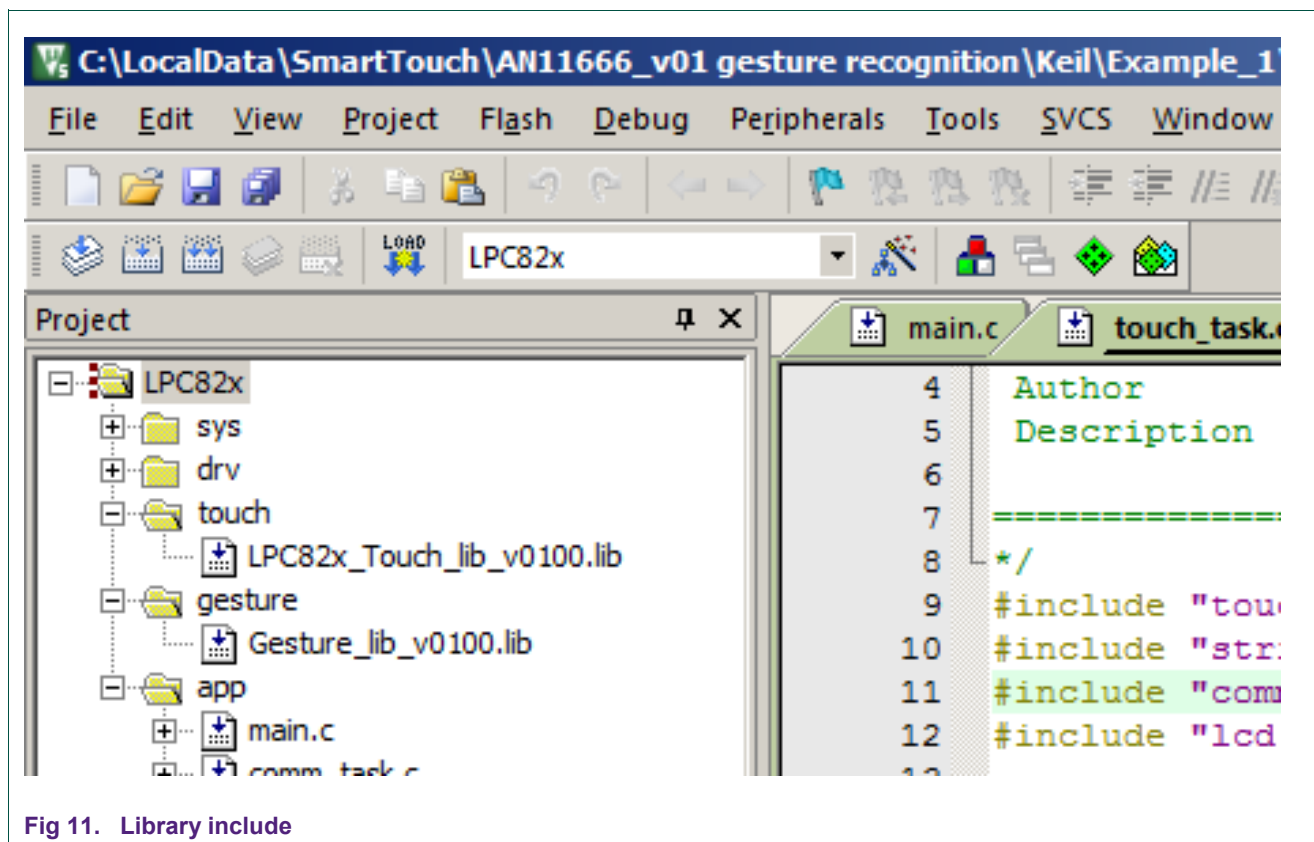 C:\LocalData\SmartTouch\AN11666_v01 gesture recognition\Keil\Example_1\
File Edit View Project Flash Debug Peripherals Tools SVCS Window
LOAD LPC82x
Project
main.c touch_task.
LPC82x
sys
drv
touch
LPC82x_Touch_lib_v0100.lib
gesture
Gesture_lib_v0100.lib
app
main.c
comm_task.c
4 Author
5 Description
6
7 ===============
8 */
9 #include "tou
10 #include "str
11 #include "com
12 #include "lcd
13
Fig 11. Library include